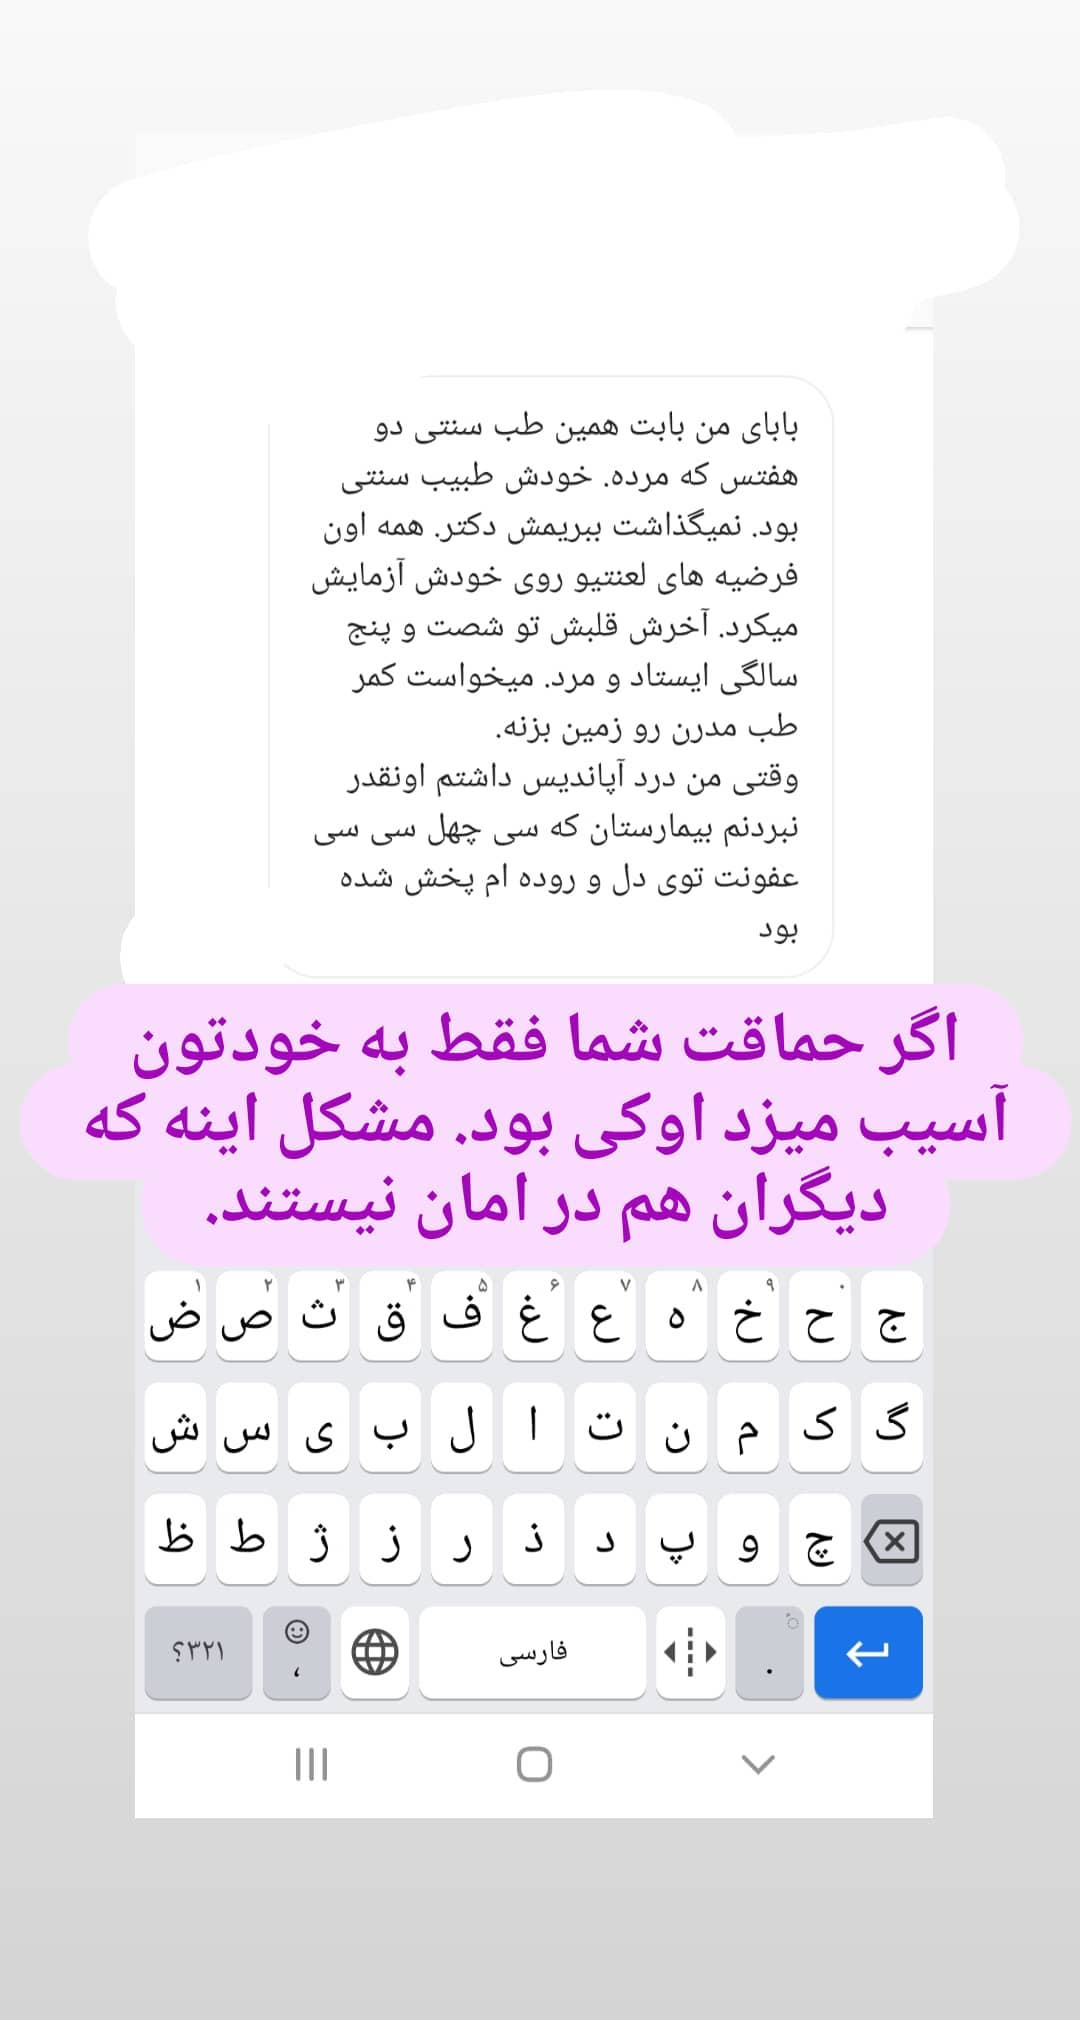 بابای من بابت همین طب سنتی دو
هفتس که مرده. خودش طبیب سنتی
بود. نمیگذاشت ببریمش دکتر. همه اون
فرضیه های لعنتیو روی خودش آزمایش
میکرد. آخرش قلبش تو شصت و پنج
سالگی ایستاد و مرد. میخواست کمر
طب مدرن رو زمین بزنه.
وقتی من درد آپاندیس داشتم اونقدر
نبردنم بیمارستان که سی چهل سی سی
عفونت توی دل و روده ام پخش شده
بود
اگر حماقت شما فقط به خودتون
آسیب میزد اوکی بود. مشکل اینه که
دیگران هم در امان نیستند.
۱ ۲ ۳ ۴ ۵ ۶ ۷ ۸ ۹ ۰
ض ص ث ق ف غ ع ه خ ح ج
ش س ی ب ل ا ت ن م ک گ
ظ ط ژ ز ر ذ د پ و چ
۳۲۱؟ ، فارسی .